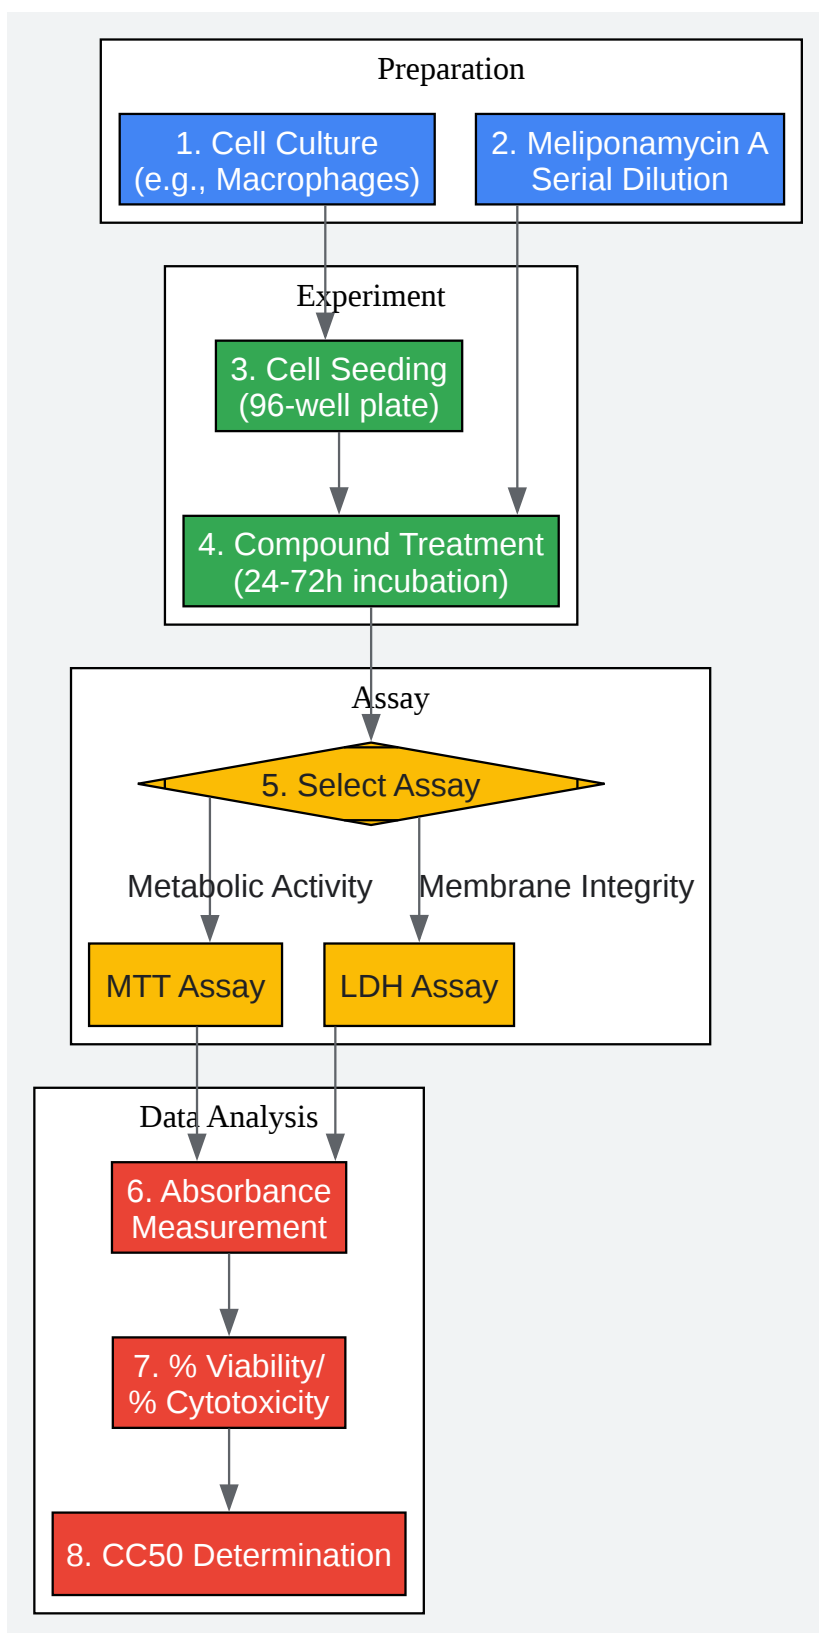 Preparation
1. Cell Culture
(e.g., Macrophages)
2. Meliponamycin A
Serial Dilution
Experiment
3. Cell Seeding
(96-well plate)
4. Compound Treatment
(24-72h incubation)
Assay
5. Select Assay
Metabolic Activity
Membrane Integrity
MTT Assay
LDH Assay
Data Analysis
6. Absorbance
Measurement
7. % Viability/
% Cytotoxicity
8. CC50 Determination